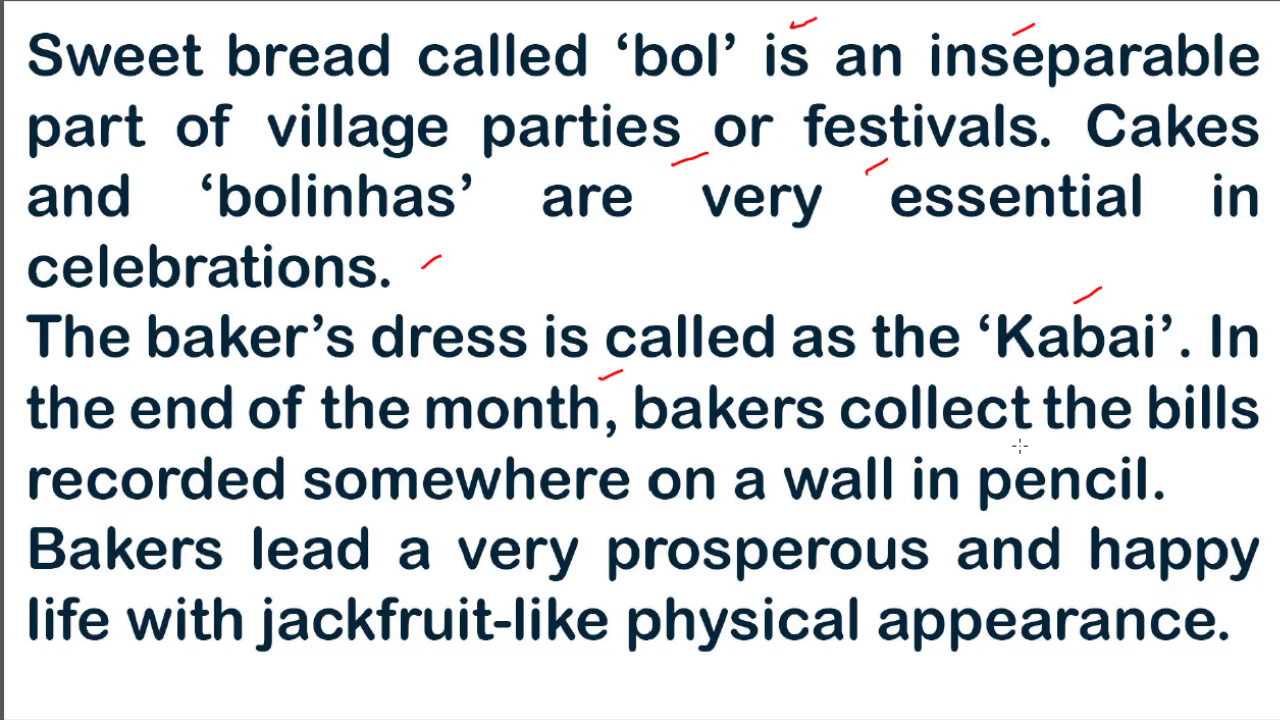 Sweet bread called ‘bol’ is an inseparable
part of village parties or festivals. Cakes
and ‘bolinhas’ are very essential in
celebrations.
The baker’s dress is called as the ‘Kabai’. In
the end of the month, bakers collect the bills
recorded somewhere on a wall in pencil.
Bakers lead a very prosperous and happy
life with jackfruit-like physical appearance.